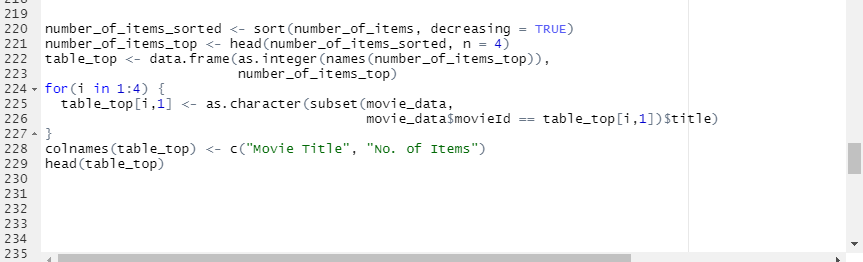 219
220 number_of_items_sorted <- sort(number_of_items, decreasing = TRUE)
221 number_of_items_top <- head(number_of_items_sorted, n = 4)
222 table_top <- data.frame(as.integer(names(number_of_items_top)),
223                         number_of_items_top)
224 for(i in 1:4) {
225   table_top[i,1] <- as.character(subset(movie_data,
226                                         movie_data$movieId == table_top[i,1])$title)
227 }
228 colnames(table_top) <- c("Movie Title", "No. of Items")
229 head(table_top)
230
231
232
233
234
235